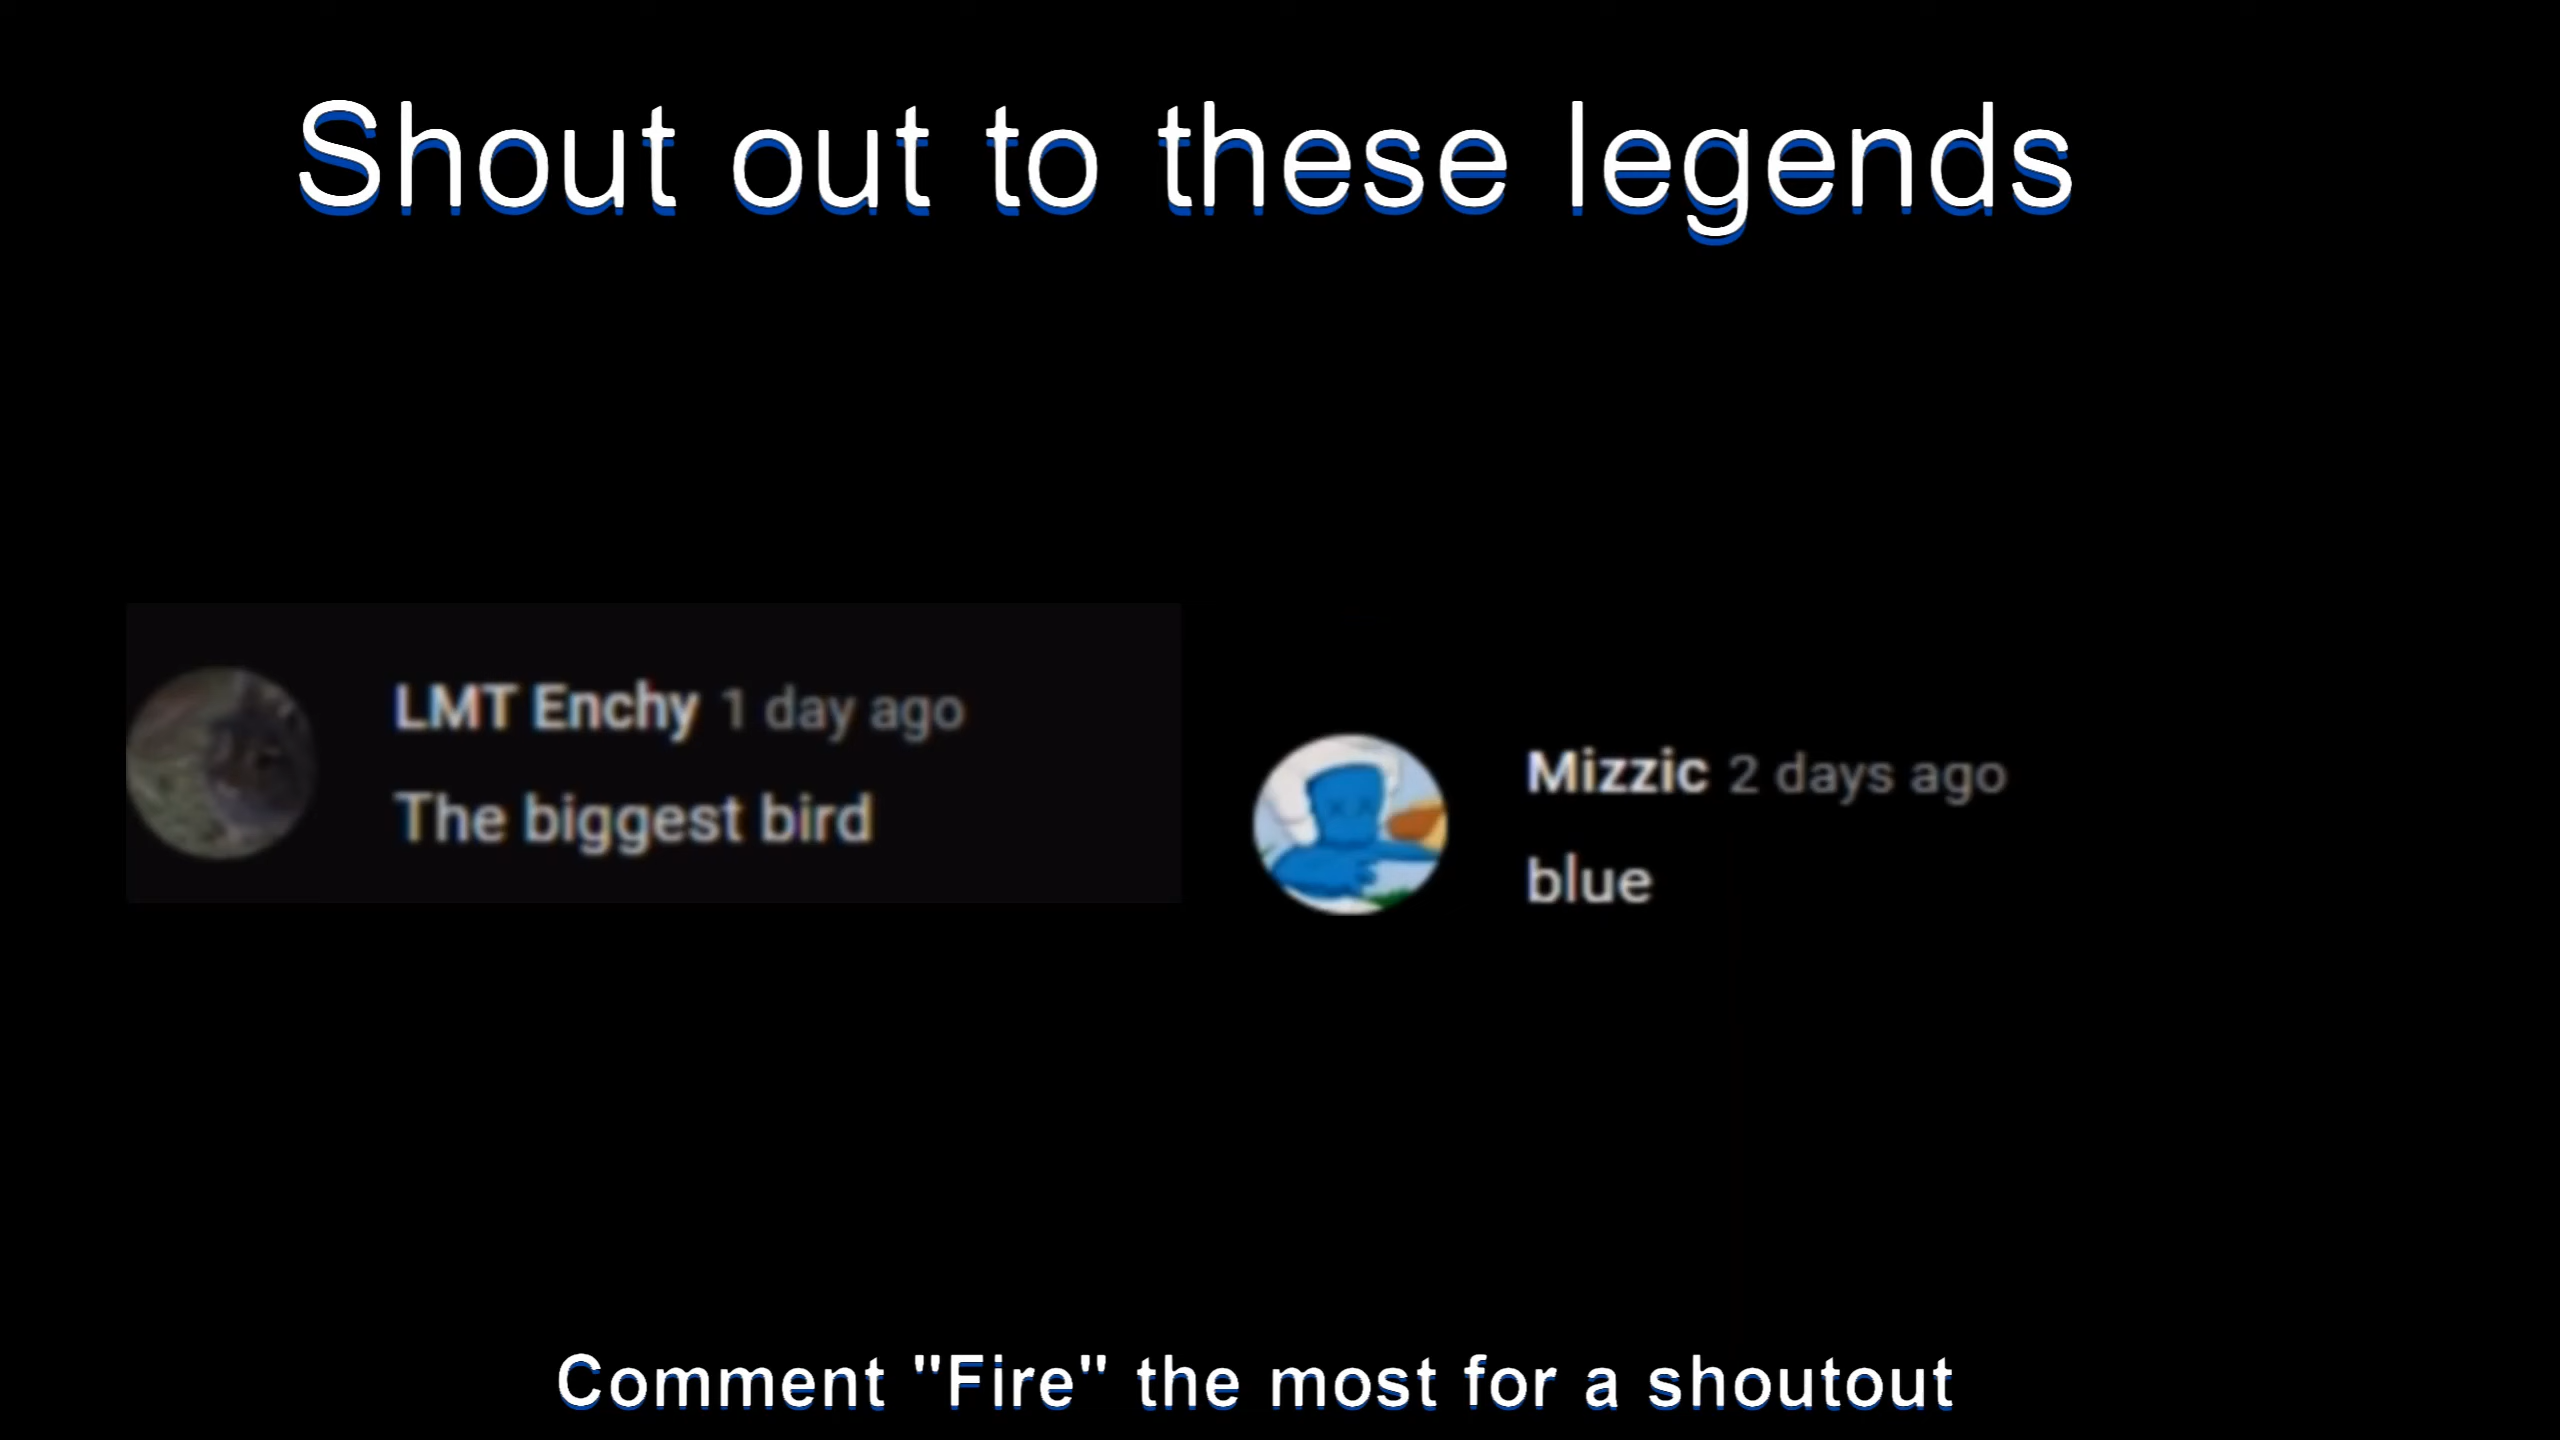 Shout out to these legends
LMT Enchy 1 day ago
The biggest bird
Mizzic 2 days ago
blue
Comment "Fire" the most for a shoutout